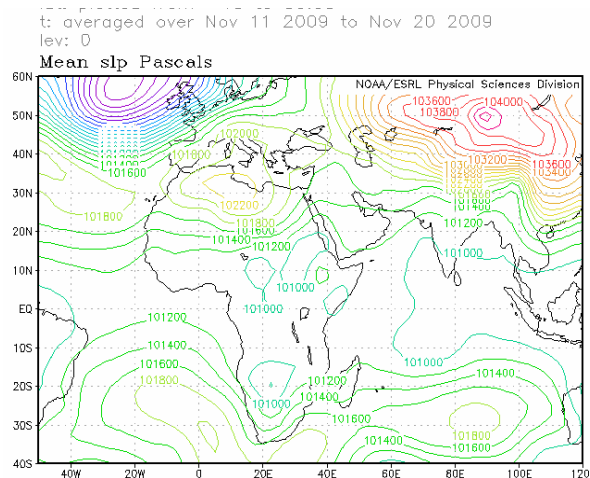 t: averaged over Nov 11 2009 to Nov 20 2009
lev: 0
Mean slp Pascals
NOAA/ESRL Physical Sciences Division
60N
50N
40N
30N
20N
10N
EQ
10S
20S
30S
40S
103600
104000
103800
102000
101600
101400
101600
103200
103600
103400
102200
101800
101800
101600
101400
101200
101400
101200
101000
101000
101000
101200
101400
101600
101800
101000
101000
101200
101400
101600
101400
101400
101800
101600
40W
20W
0
20E
40E
60E
80E
100E
120